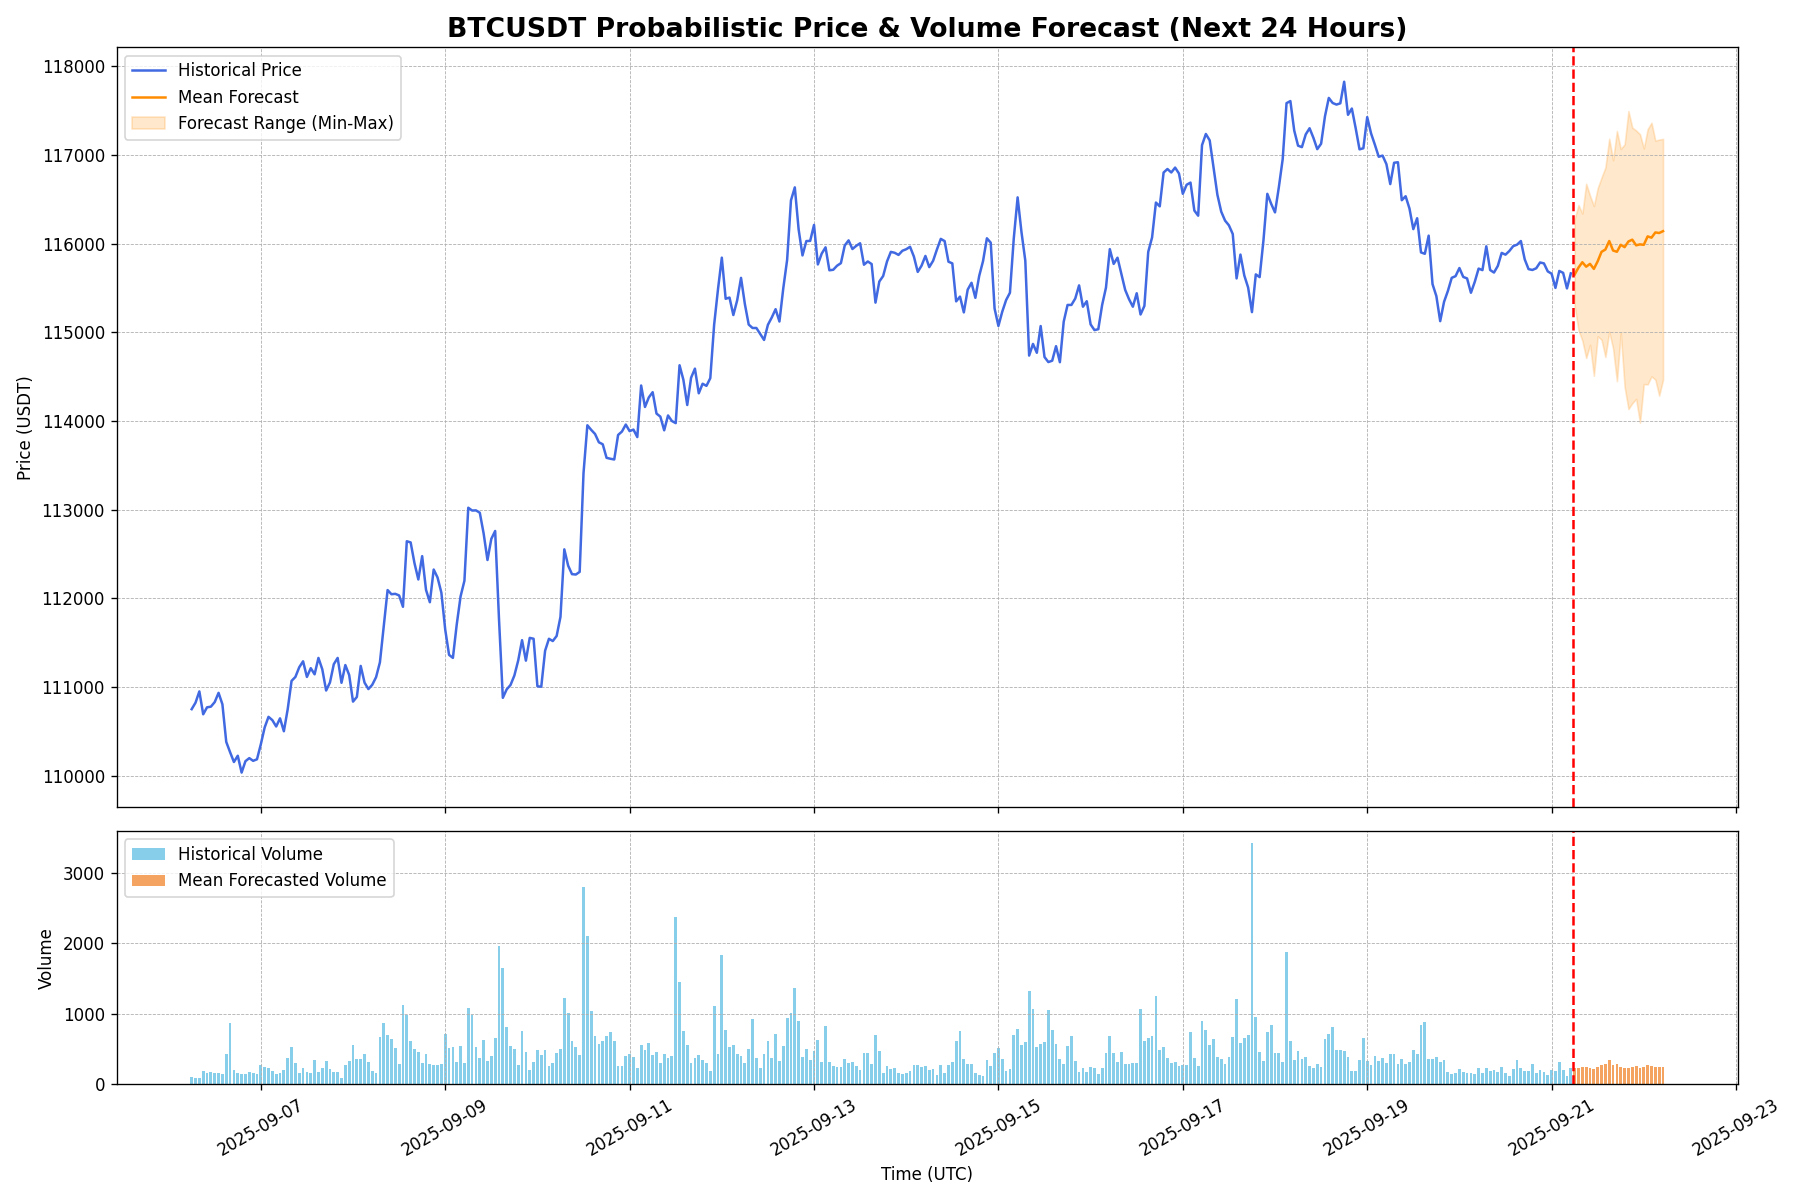 BTCUSDT Probabilistic Price & Volume Forecast (Next 24 Hours)
Historical Price
Mean Forecast
Forecast Range (Min-Max)
118000
117000
116000
115000
114000
113000
112000
111000
110000
Price (USDT)
Historical Volume
Mean Forecasted Volume
3000
2000
1000
0
Volume
2025-09-07
2025-09-09
2025-09-11
2025-09-13
2025-09-15
2025-09-17
2025-09-19
2025-09-21
2025-09-23
Time (UTC)